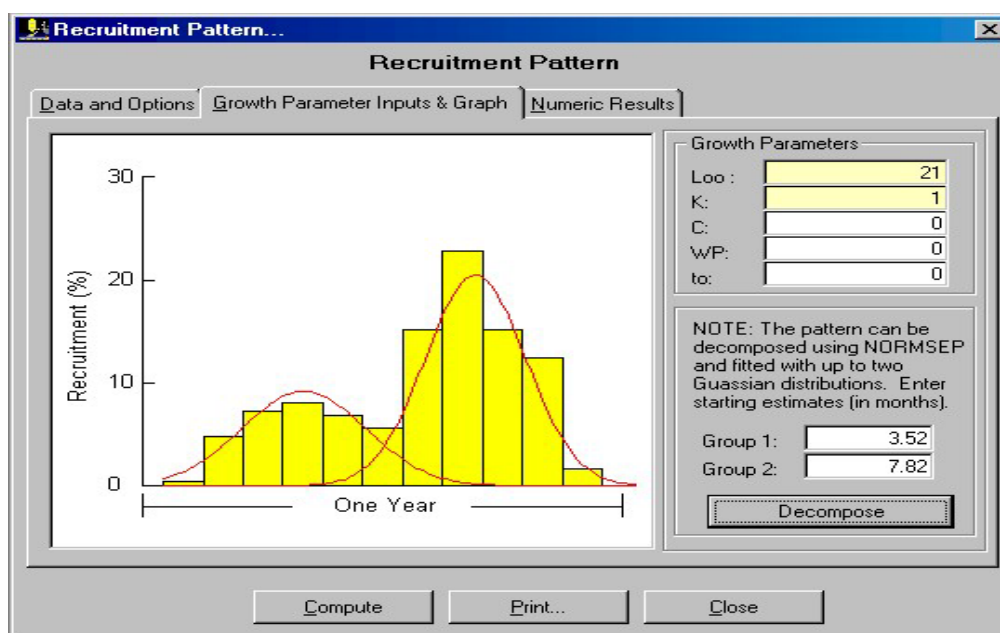 Recruitment Pattern...
Recruitment Pattern
Data and Options
Growth Parameter Inputs & Graph
Numeric Results
30
20
10
0
Recruitment (%)
One Year
Growth Parameters
Loo : 21
K: 1
C: 0
WP: 0
to: 0
NOTE: The pattern can be
decomposed using NORMSEP
and fitted with up to two
Guassian distributions. Enter
starting estimates (in months).
Group 1: 3.52
Group 2: 7.82
Decompose
Compute
Print...
Close